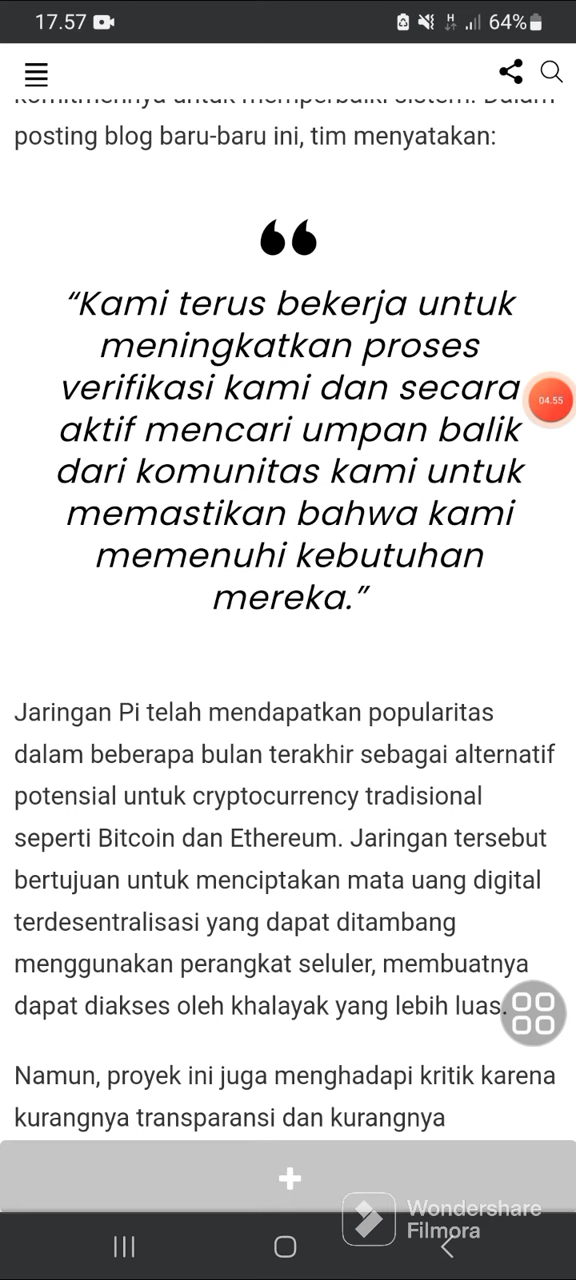 17.57
H
64%
posting blog baru-baru ini, tim menyatakan:
“Kami terus bekerja untuk
meningkatkan proses
verifikasi kami dan secara
04.55
aktif mencari umpan balik
dari komunitas kami untuk
memastikan bahwa kami
memenuhi kebutuhan
mereka.”
Jaringan Pi telah mendapatkan popularitas
dalam beberapa bulan terakhir sebagai alternatif
potensial untuk cryptocurrency tradisional
seperti Bitcoin dan Ethereum. Jaringan tersebut
bertujuan untuk menciptakan mata uang digital
terdesentralisasi yang dapat ditambang
menggunakan perangkat seluler, membuatnya
dapat diakses oleh khalayak yang lebih luas.
Namun, proyek ini juga menghadapi kritik karena
kurangnya transparansi dan kurangnya
Wondershare
Filmora